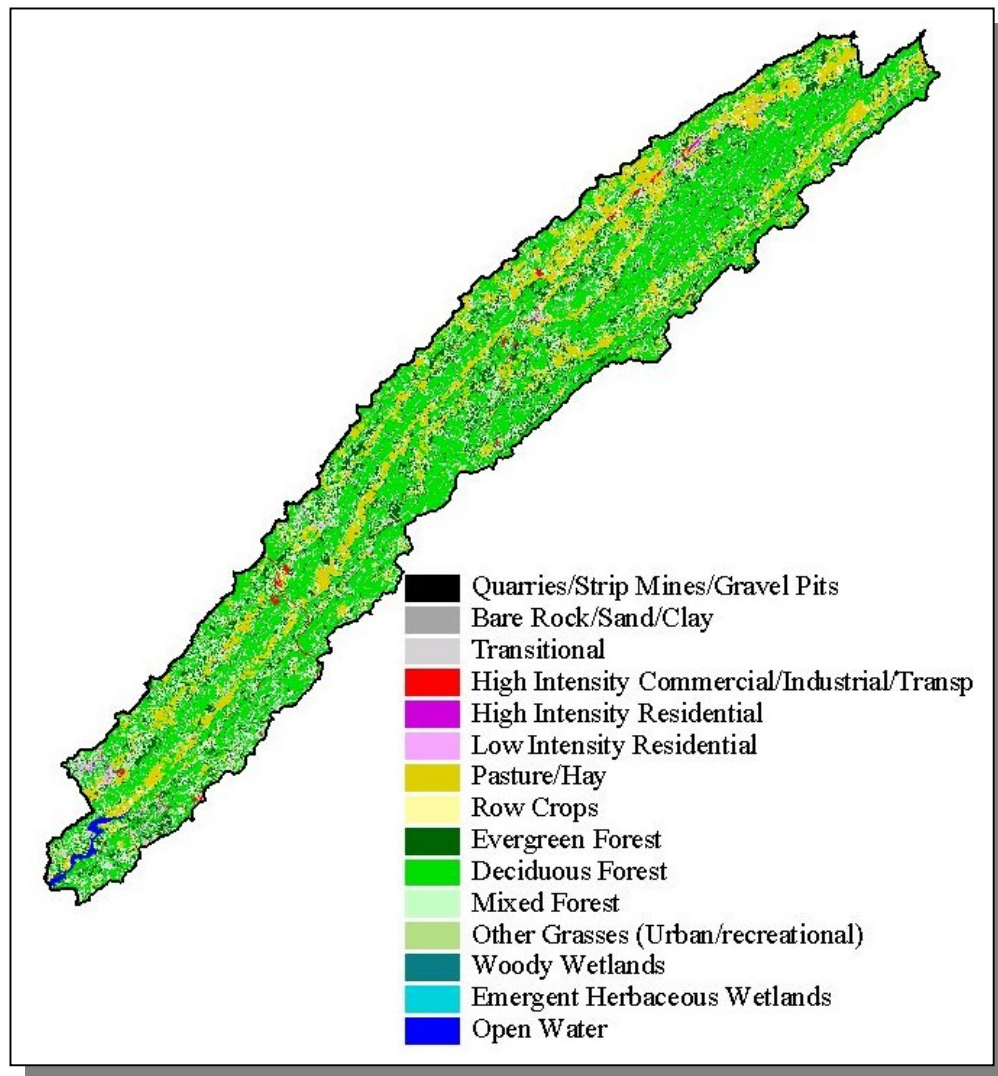 Quarries/Strip Mines/Gravel Pits
Bare Rock/Sand/Clay
Transitional
High Intensity Commercial/Industrial/Transp
High Intensity Residential
Low Intensity Residential
Pasture/Hay
Row Crops
Evergreen Forest
Deciduous Forest
Mixed Forest
Other Grasses (Urban/recreational)
Woody Wetlands
Emergent Herbaceous Wetlands
Open Water